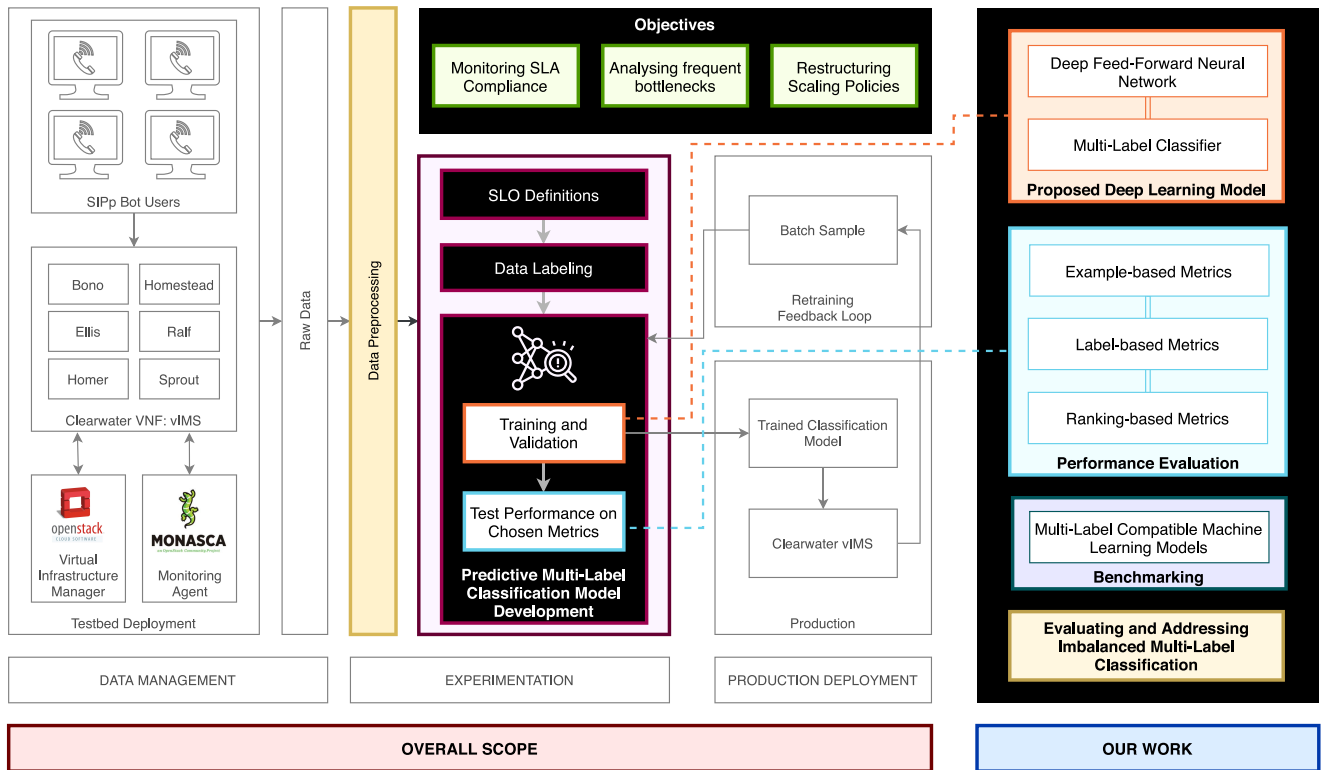 SIPp Bot Users
Bono
Homestead
Ellis
Ralf
Homer
Sprout
Clearwater VNF: vIMS
openstack
CLOUD SOFTWARE
Virtual
Infrastructure
Manager
MONASCA
an OpenStack Community Project
Monitoring
Agent
Testbed Deployment
Raw Data
Data Preprocessing
Objectives
Monitoring SLA
Compliance
Analysing frequent
bottlenecks
Restructuring
Scaling Policies
SLO Definitions
Data Labeling
Training and
Validation
Test Performance on
Chosen Metrics
Predictive Multi-Label
Classification Model
Development
Batch Sample
Retraining
Feedback Loop
Trained Classification
Model
Clearwater vIMS
Production
Deep Feed-Forward Neural
Network
Multi-Label Classifier
Proposed Deep Learning Model
Example-based Metrics
Label-based Metrics
Ranking-based Metrics
Performance Evaluation
Multi-Label Compatible Machine
Learning Models
Benchmarking
Evaluating and Addressing
Imbalanced Multi-Label
Classification
DATA MANAGEMENT
EXPERIMENTATION
PRODUCTION DEPLOYMENT
OVERALL SCOPE
OUR WORK